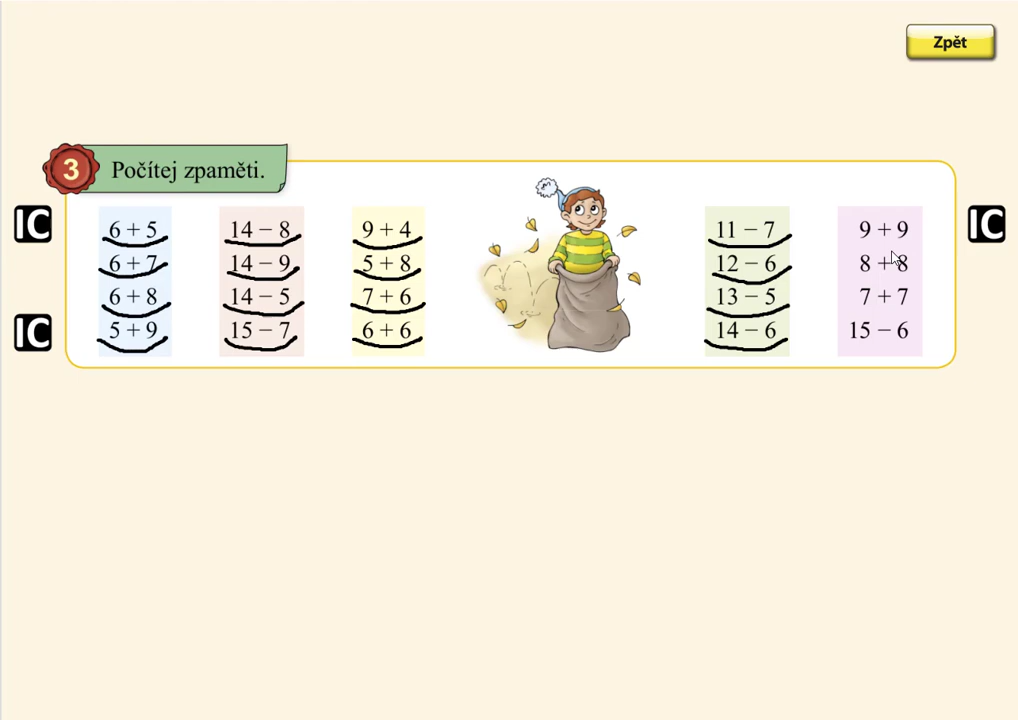 Zpět
3 Počítej zpaměti.
IC
IC
IC
6 + 5
6 + 7
6 + 8
5 + 9
14 − 8
14 − 9
14 − 5
15 − 7
9 + 4
5 + 8
7 + 6
6 + 6
11 − 7
12 − 6
13 − 5
14 − 6
9 + 9
8 + 8
7 + 7
15 − 6